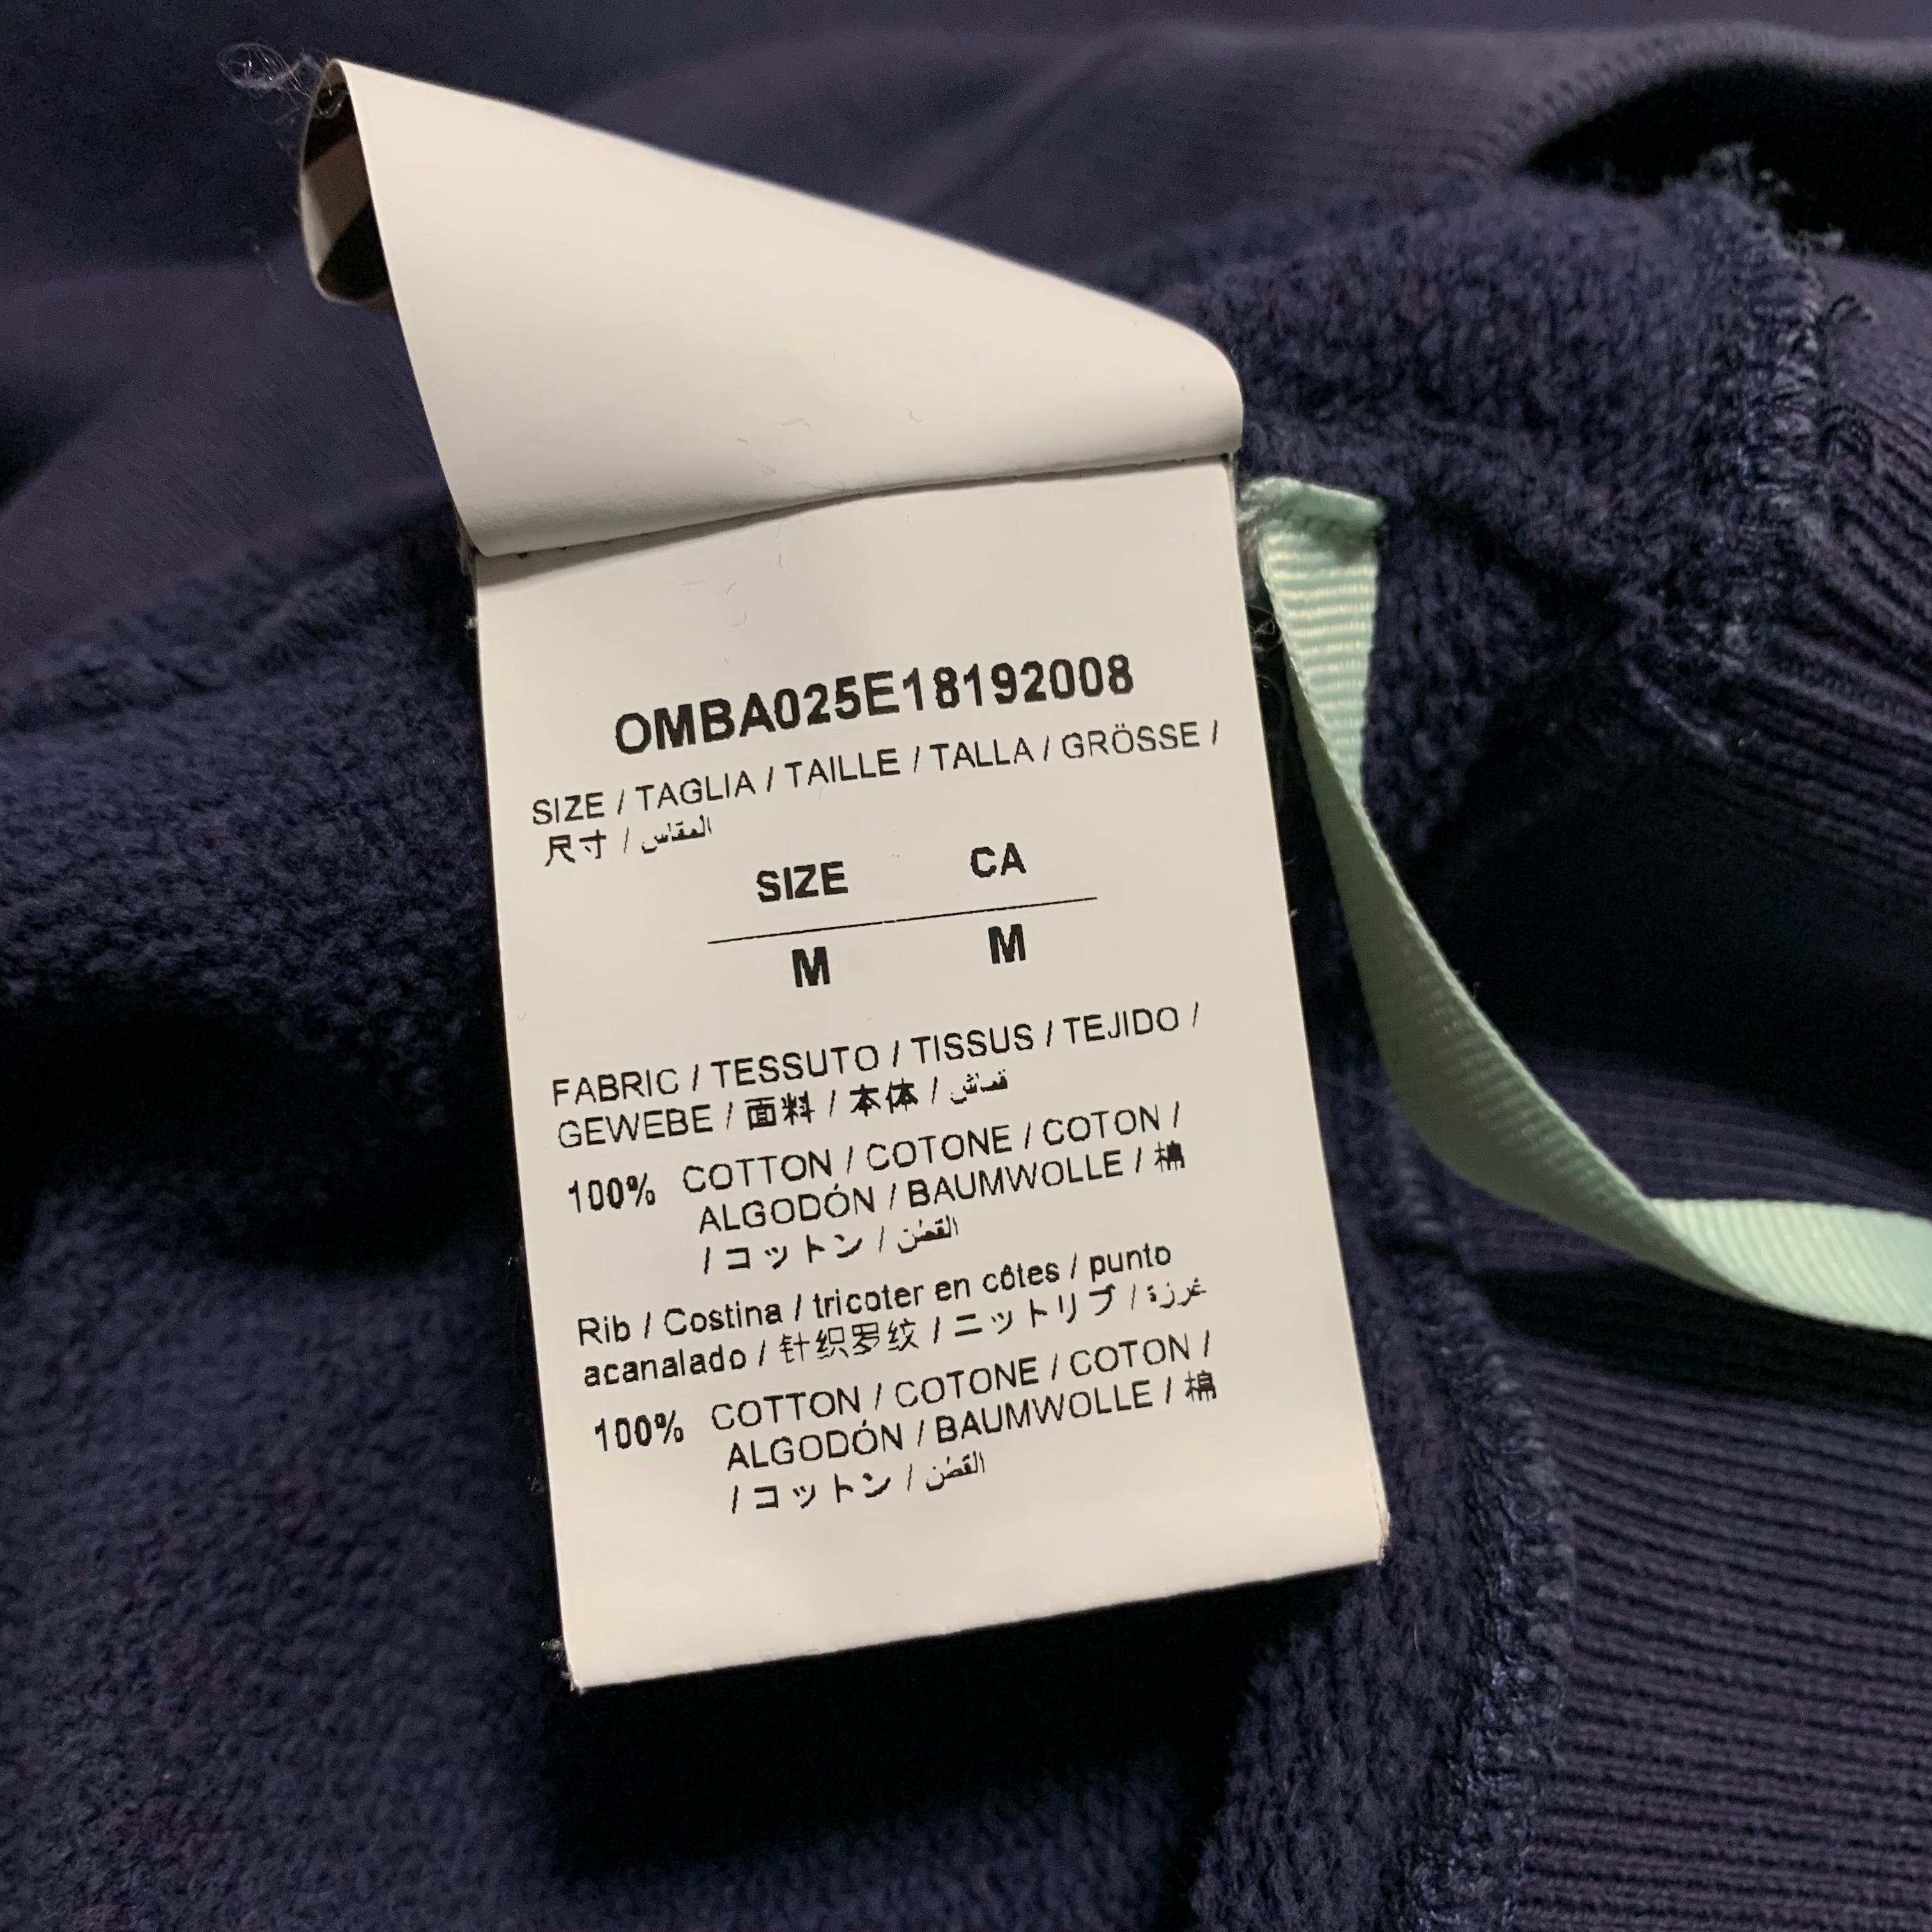 OMBA025E18192008
SIZE / TAGLIA / TAILLE / TALLA / GRÖSSE /
尺寸 / المقاس
SIZE CA
M M
FABRIC / TESSUTO / TISSUS / TEJIDO /
GEWEBE / 面料 / 本体 / قماش
100% COTTON / COTONE / COTON /
ALGODÓN / BAUMWOLLE / 棉
/ コットン / القطن
Rib / Costina / tricoter en côtes / punto
acanalado / 针织罗纹 / ニットリブ / غرزة
100% COTTON / COTONE / COTON /
ALGODÓN / BAUMWOLLE / 棉
/ コットン / القطن